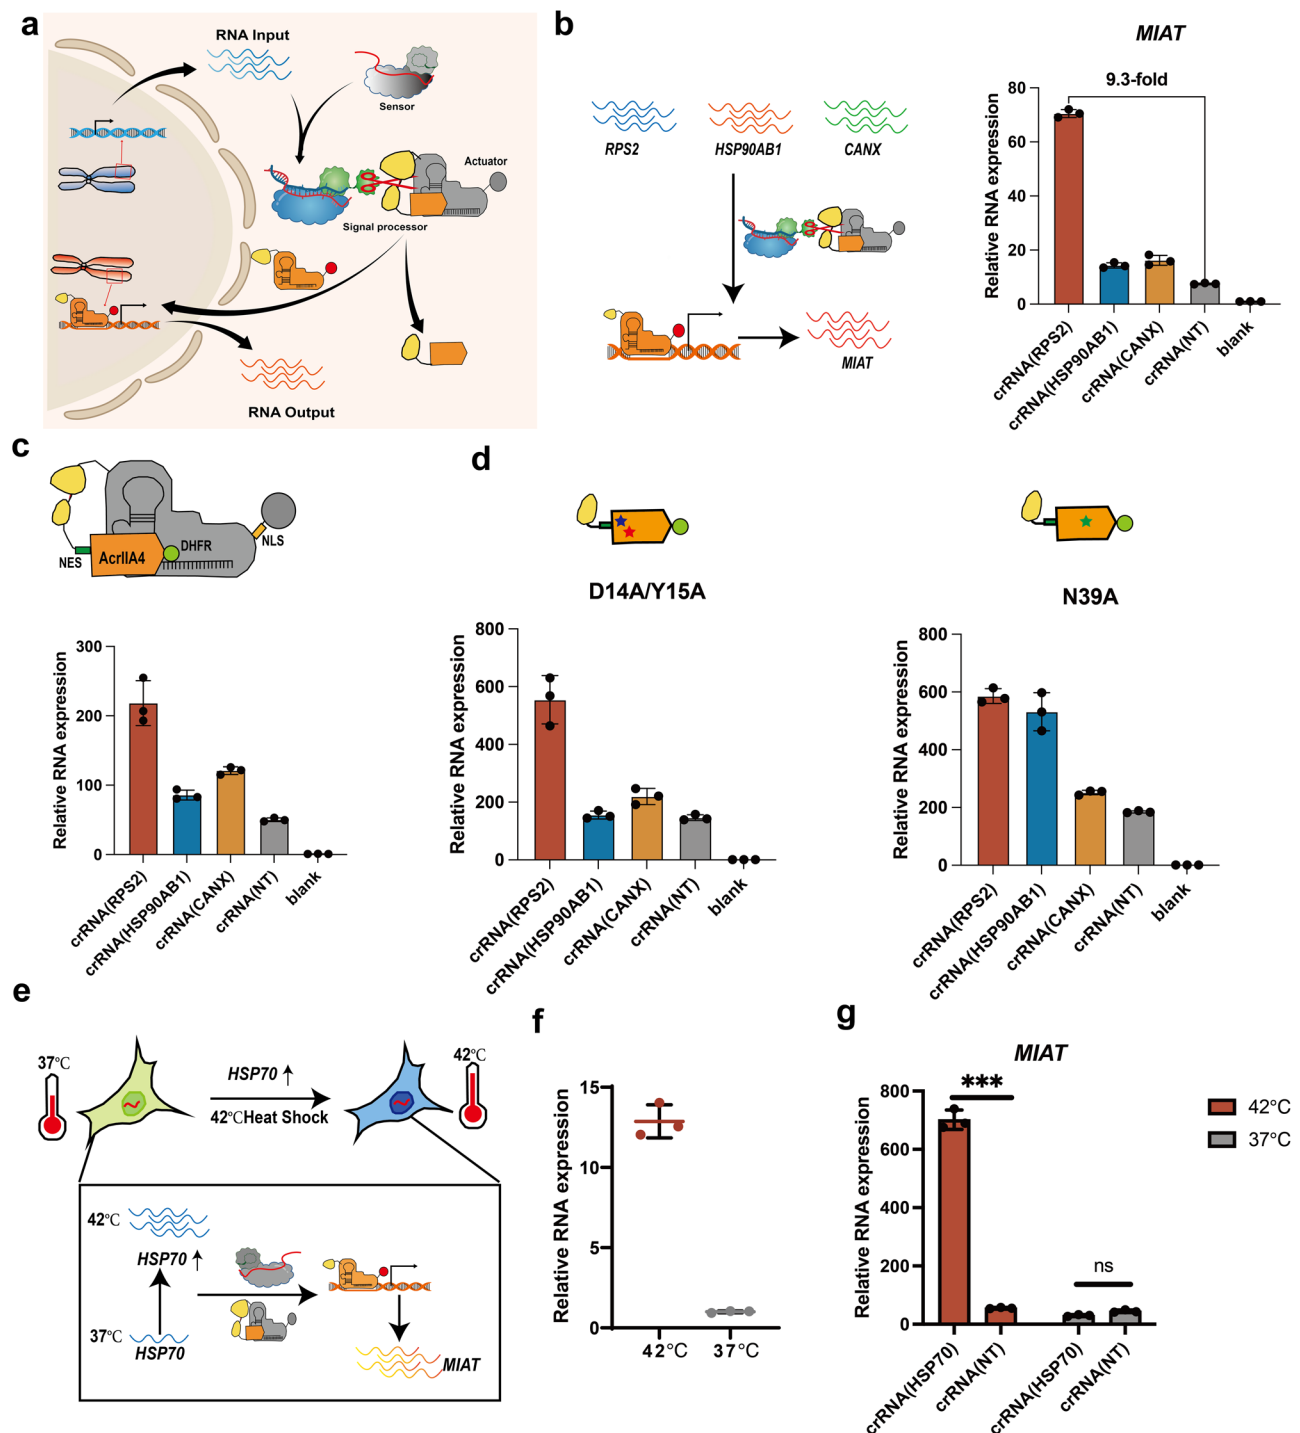 a
RNA Input
Sensor
Actuator
Signal processor
RNA Output
b
RPS2
HSP90AB1
CANX
MIAT
MIAT
9.3-fold
Relative RNA expression
80
60
40
20
0
crRNA(RPS2)
crRNA(HSP90AB1)
crRNA(CANX)
crRNA(NT)
blank
c
NES
AcrIIA4
DHFR
NLS
Relative RNA expression
300
200
100
0
crRNA(RPS2)
crRNA(HSP90AB1)
crRNA(CANX)
crRNA(NT)
blank
d
D14A/Y15A
Relative RNA expression
800
600
400
200
0
crRNA(RPS2)
crRNA(HSP90AB1)
crRNA(CANX)
crRNA(NT)
blank
N39A
Relative RNA expression
800
600
400
200
0
crRNA(RPS2)
crRNA(HSP90AB1)
crRNA(CANX)
crRNA(NT)
blank
e
37℃
HSP70 ↑
42℃Heat Shock
42℃
42℃
HSP70 ↑
37℃
HSP70
MIAT
f
Relative RNA expression
15
10
5
0
42℃
37℃
g
MIAT
Relative RNA expression
800
600
400
200
0
***
ns
crRNA(HSP70)
crRNA(NT)
crRNA(HSP70)
crRNA(NT)
42°C
37°C